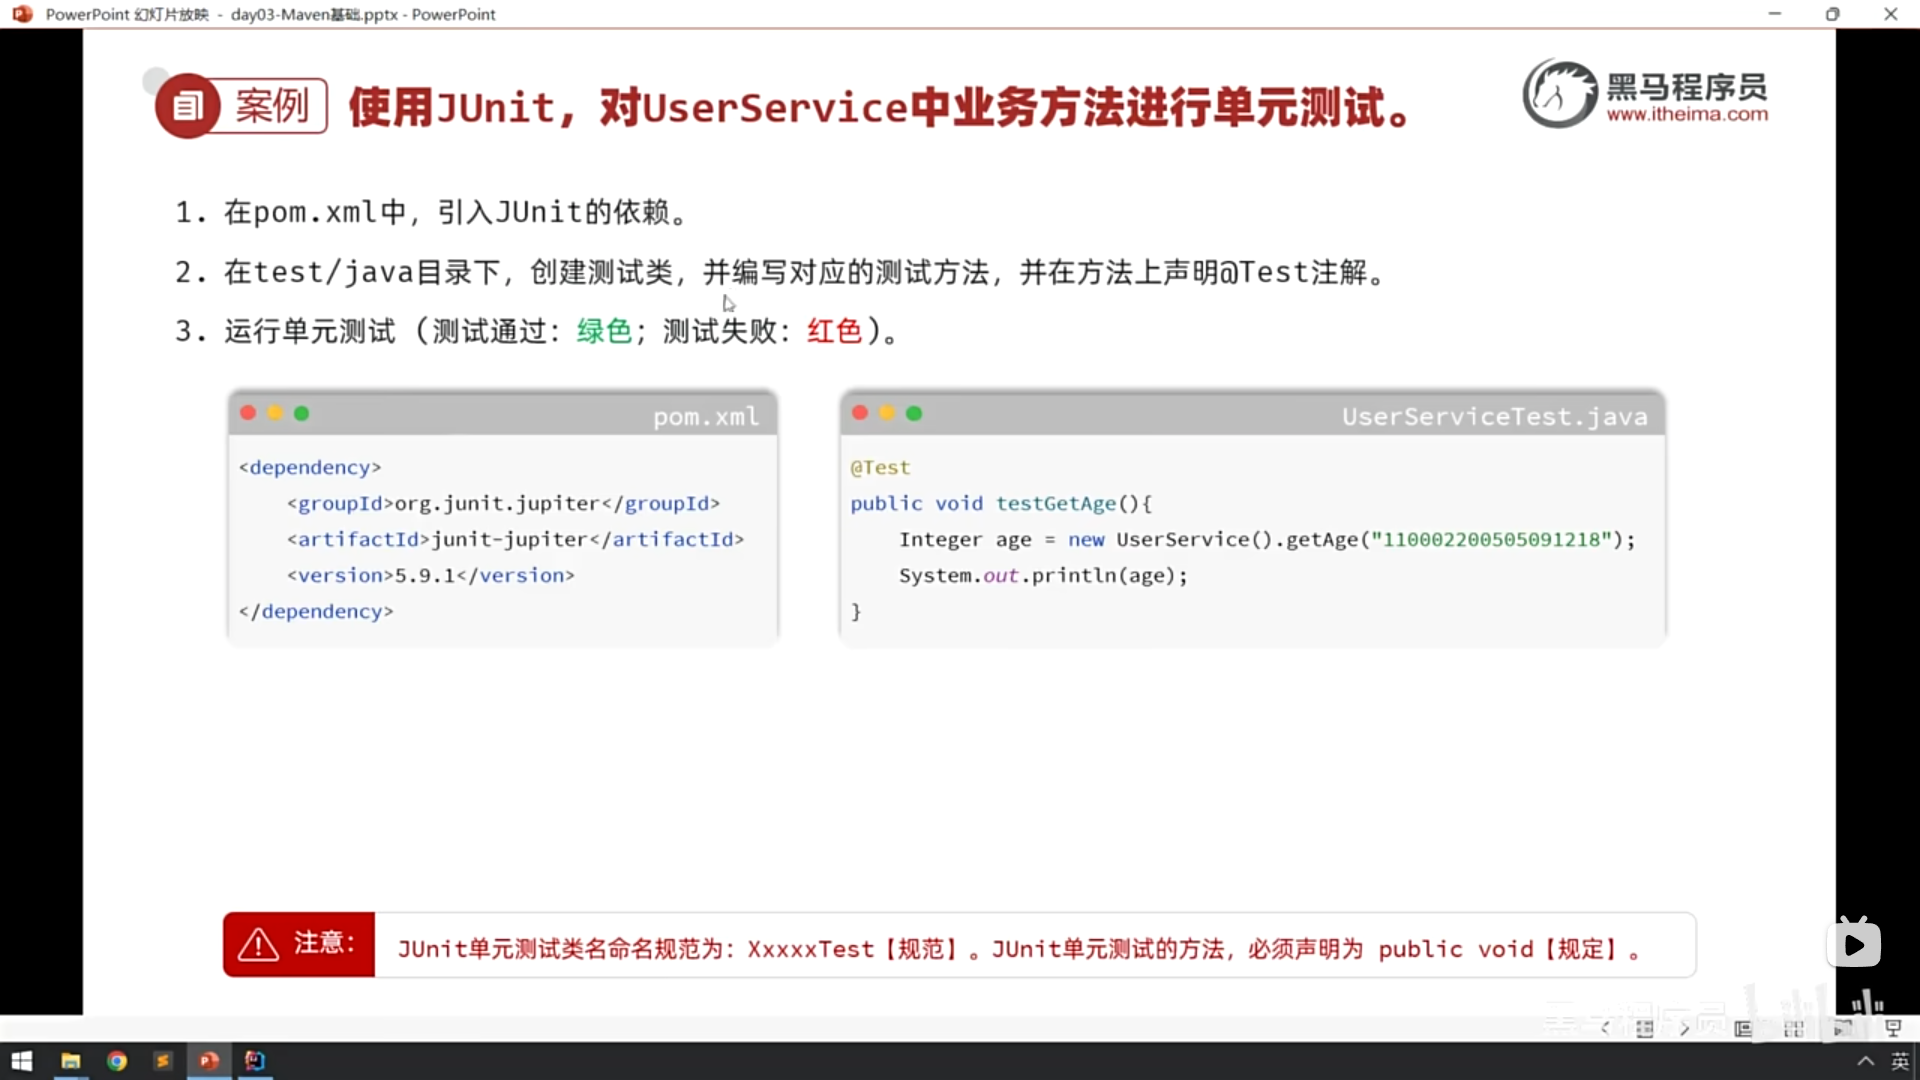 PowerPoint 幻灯片放映 - day03-Maven基础.pptx - PowerPoint
案例
使用JUnit，对UserService中业务方法进行单元测试。
黑马程序员
www.itheima.com
1. 在pom.xml中，引入JUnit的依赖。
2. 在test/java目录下，创建测试类，并编写对应的测试方法，并在方法上声明@Test注解。
3. 运行单元测试（测试通过：绿色；测试失败：红色）。
pom.xml
<dependency>
    <groupId>org.junit.jupiter</groupId>
    <artifactId>junit-jupiter</artifactId>
    <version>5.9.1</version>
</dependency>
UserServiceTest.java
@Test
public void testGetAge(){
    Integer age = new UserService().getAge("110002200505091218");
    System.out.println(age);
}
注意：
JUnit单元测试类名命名规范为：XxxxxTest【规范】。JUnit单元测试的方法，必须声明为 public void【规定】。
黑马程序员
英